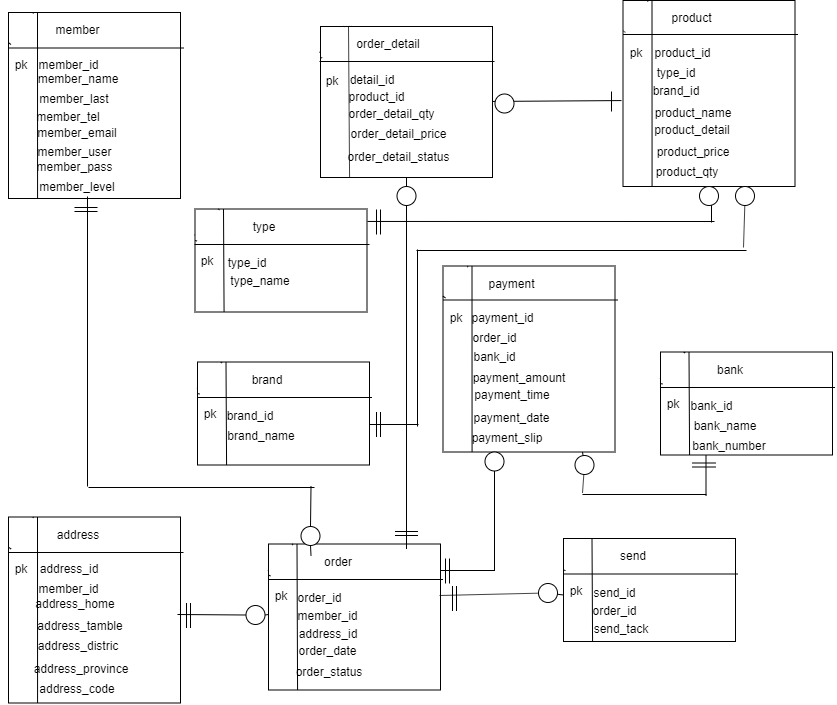 member
pk
member_id
member_name
member_last
member_tel
member_email
member_user
member_pass
member_level
order_detail
pk
detail_id
product_id
order_detail_qty
order_detail_price
order_detail_status
product
pk
product_id
type_id
brand_id
product_name
product_detail
product_price
product_qty
type
pk
type_id
type_name
payment
pk
payment_id
order_id
bank_id
payment_amount
payment_time
payment_date
payment_slip
brand
pk
brand_id
brand_name
bank
pk
bank_id
bank_name
bank_number
address
pk
address_id
member_id
address_home
address_tamble
address_distric
address_province
address_code
order
pk
order_id
member_id
address_id
order_date
order_status
send
pk
send_id
order_id
send_tack